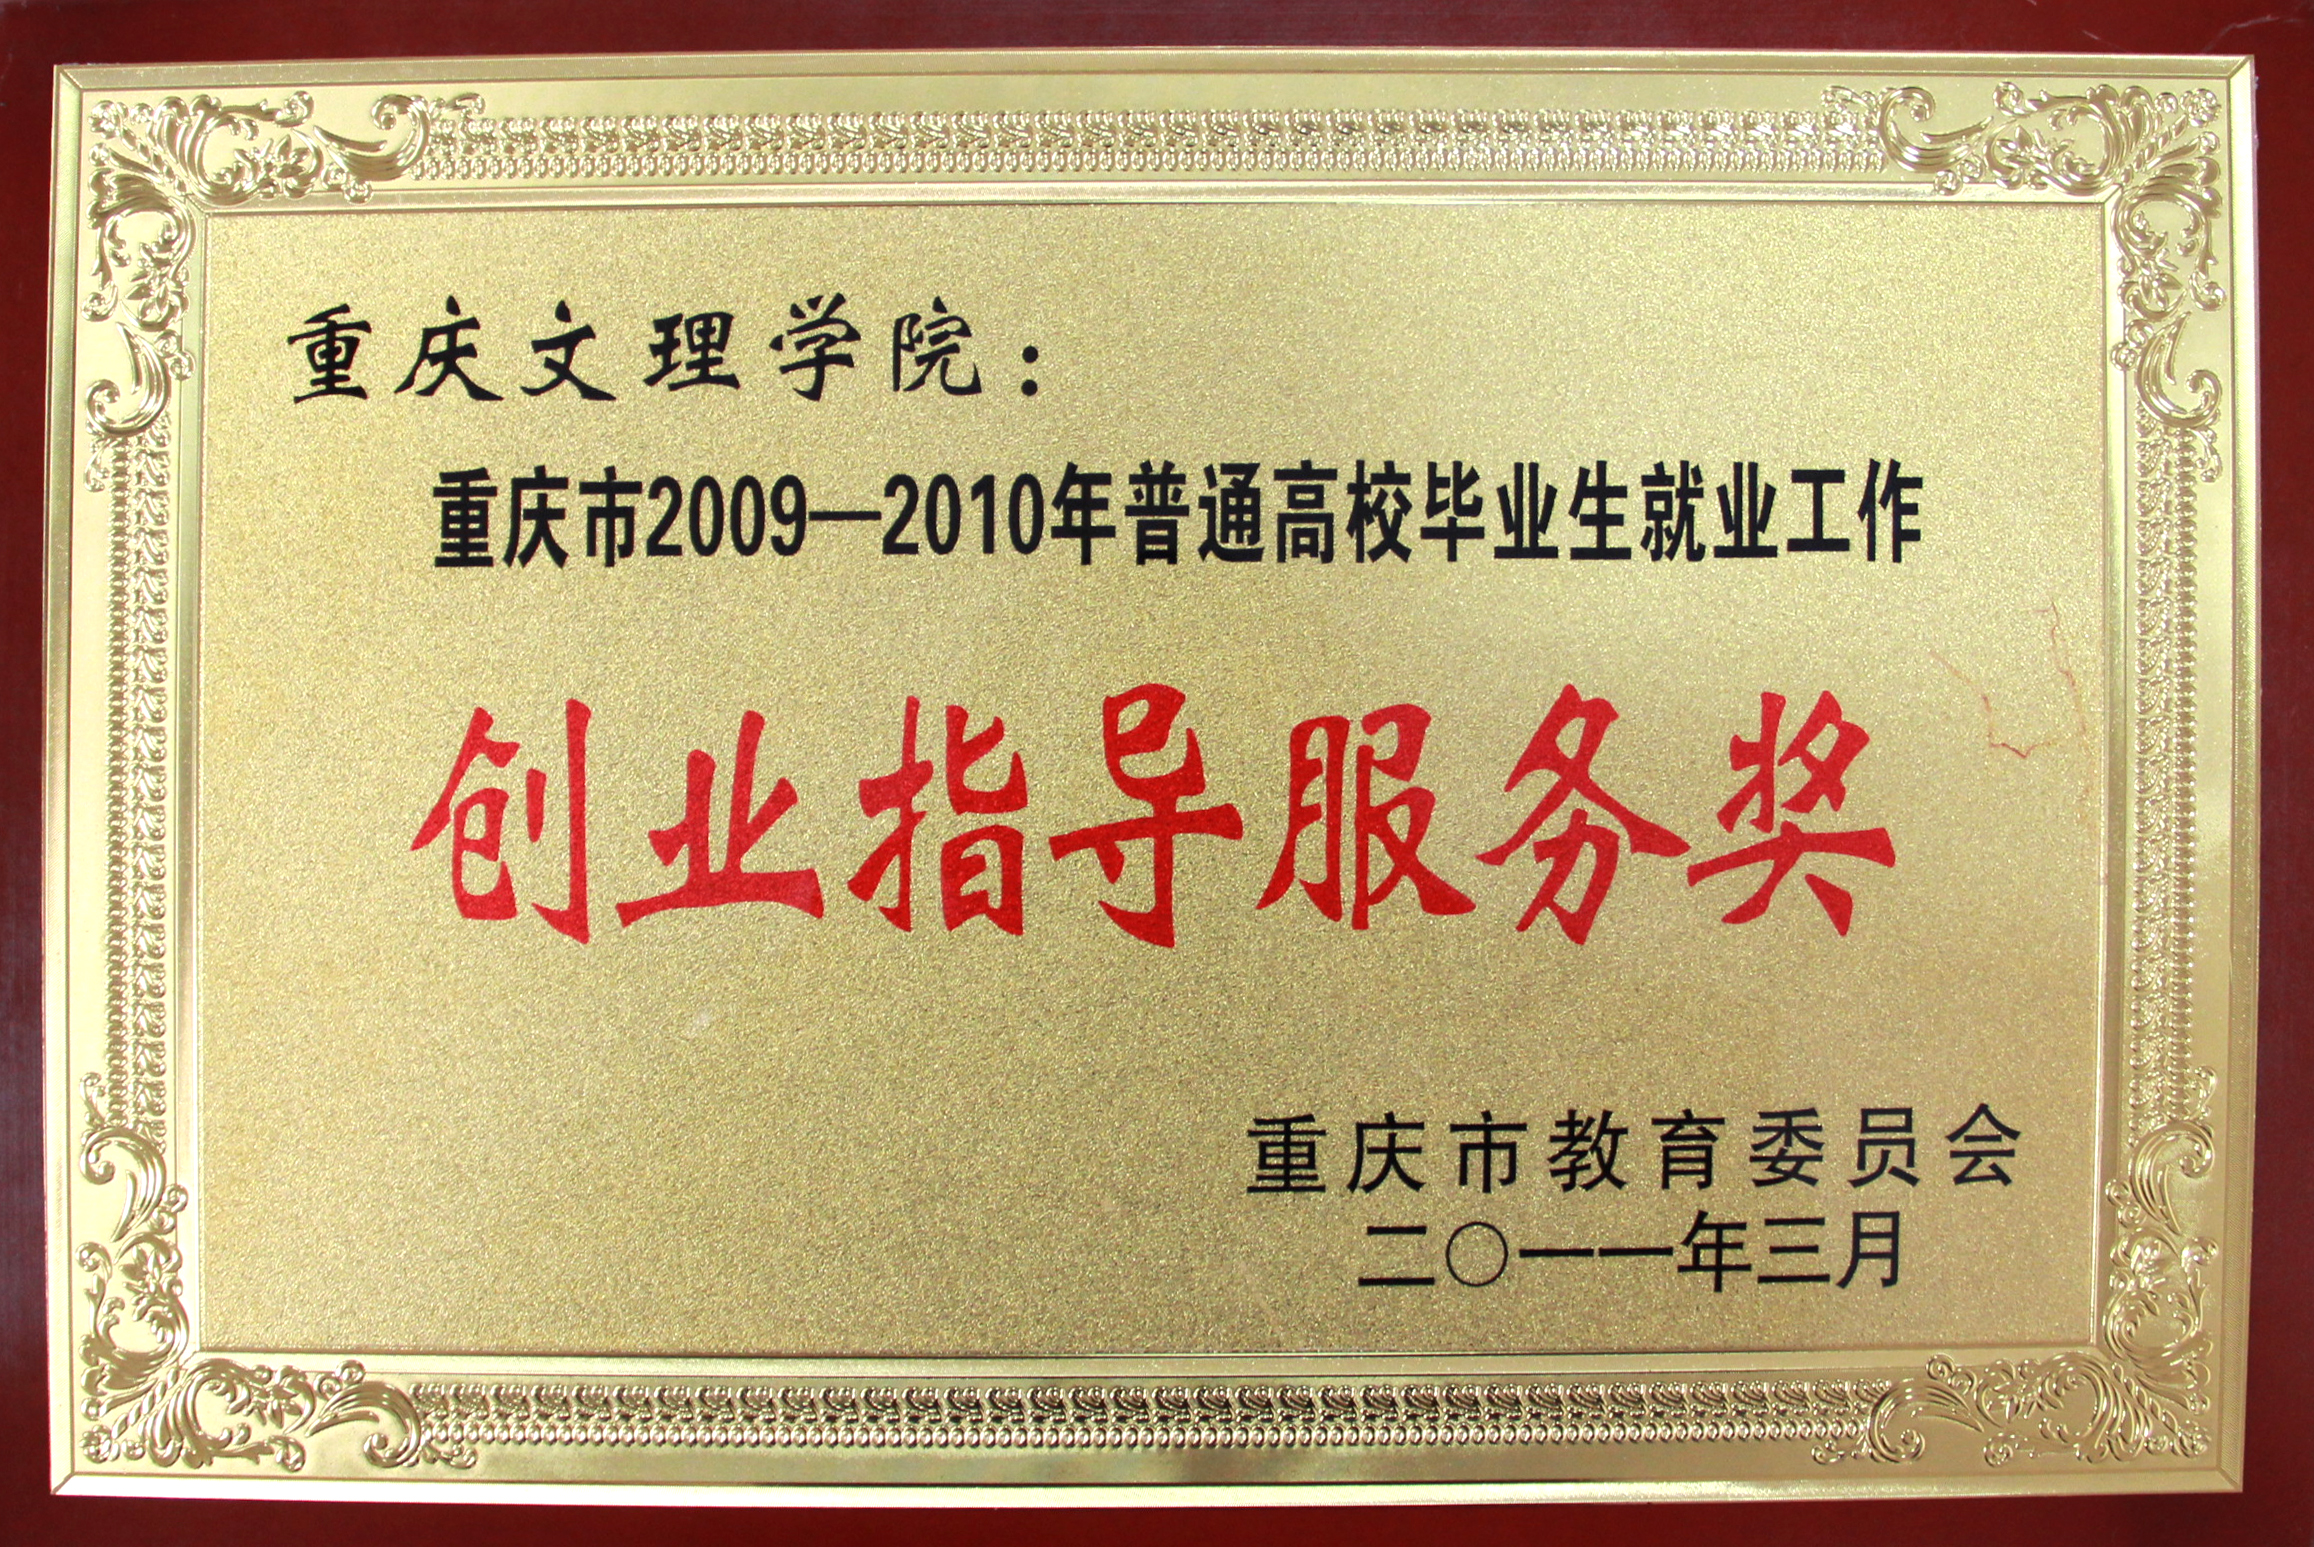 重庆文理学院：
重庆市2009—2010年普通高校毕业生就业工作
创业指导服务奖
重庆市教育委员会
二〇一一年三月